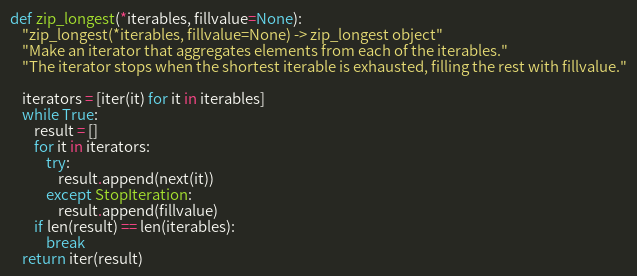 def zip_longest(*iterables, fillvalue=None):
"zip_longest(*iterables, fillvalue=None) -> zip_longest object"
"Make an iterator that aggregates elements from each of the iterables."
"The iterator stops when the shortest iterable is exhausted, filling the rest with fillvalue."
iterators = [iter(it) for it in iterables]
while True:
result = []
for it in iterators:
try:
result.append(next(it))
except StopIteration:
result.append(fillvalue)
if len(result) == len(iterables):
break
return iter(result)